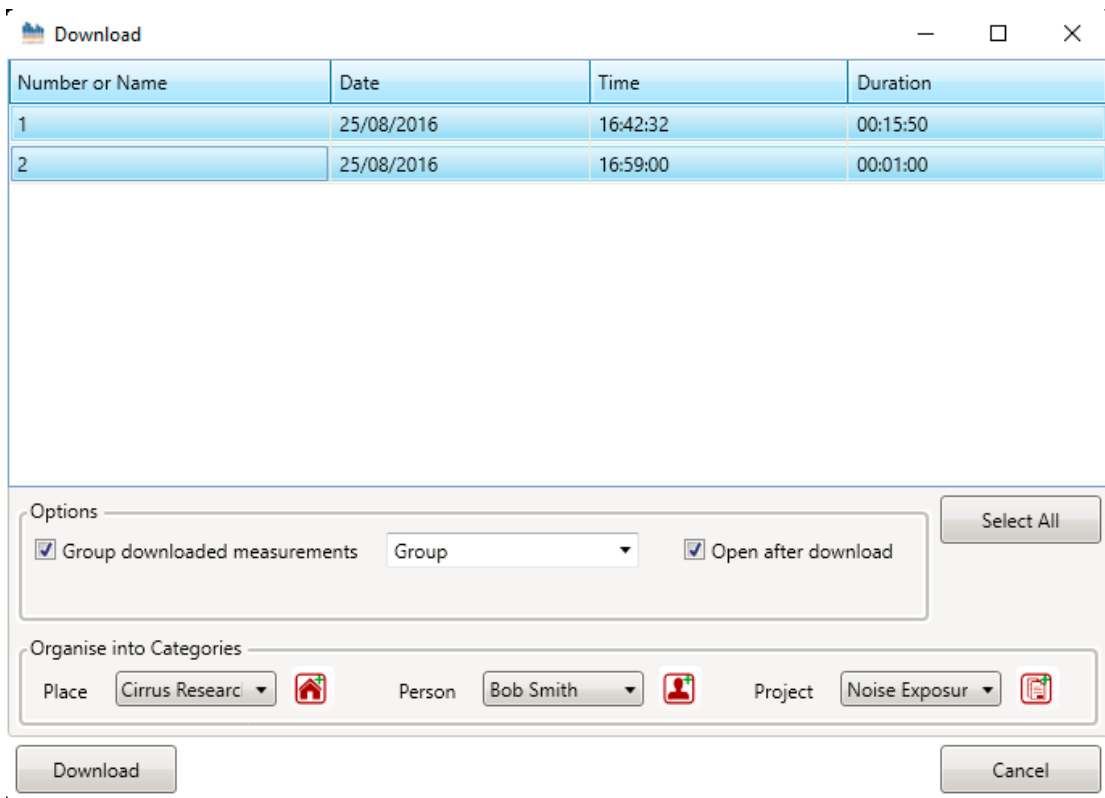 Download
Number or Name Date Time Duration
1 25/08/2016 16:42:32 00:15:50
2 25/08/2016 16:59:00 00:01:00
Options
Select All
Group downloaded measurements Group Open after download
Organise into Categories
Place Cirrus Researc Person Bob Smith Project Noise Exposur
Download Cancel